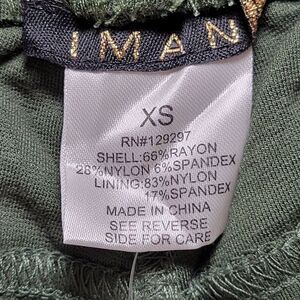 IMAN
XS
RN#129297
SHELL:66%RAYON
28%NYLON 6%SPANDEX
LINING:83%NYLON
17%SPANDEX
MADE IN CHINA
SEE REVERSE
SIDE FOR CARE